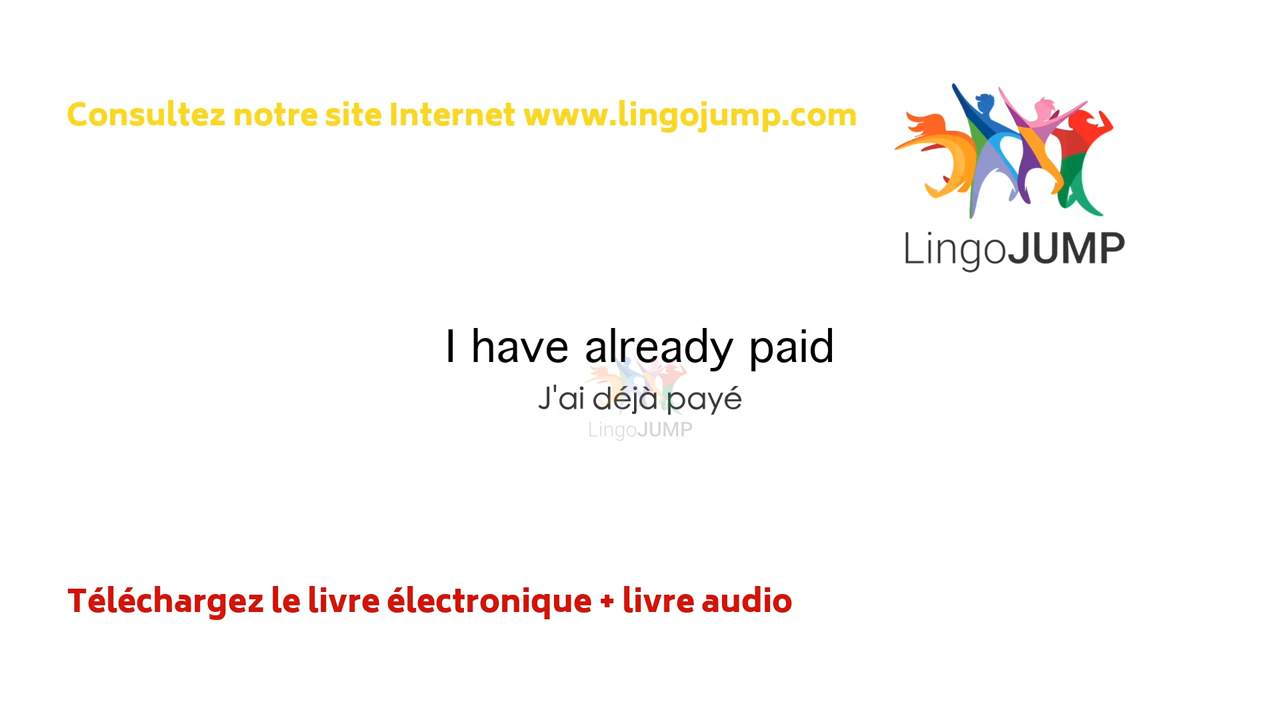 Consultez notre site Internet www.lingojump.com
LingoJUMP
I have already paid
J'ai déjà payé
LingoJUMP
Téléchargez le livre électronique + livre audio